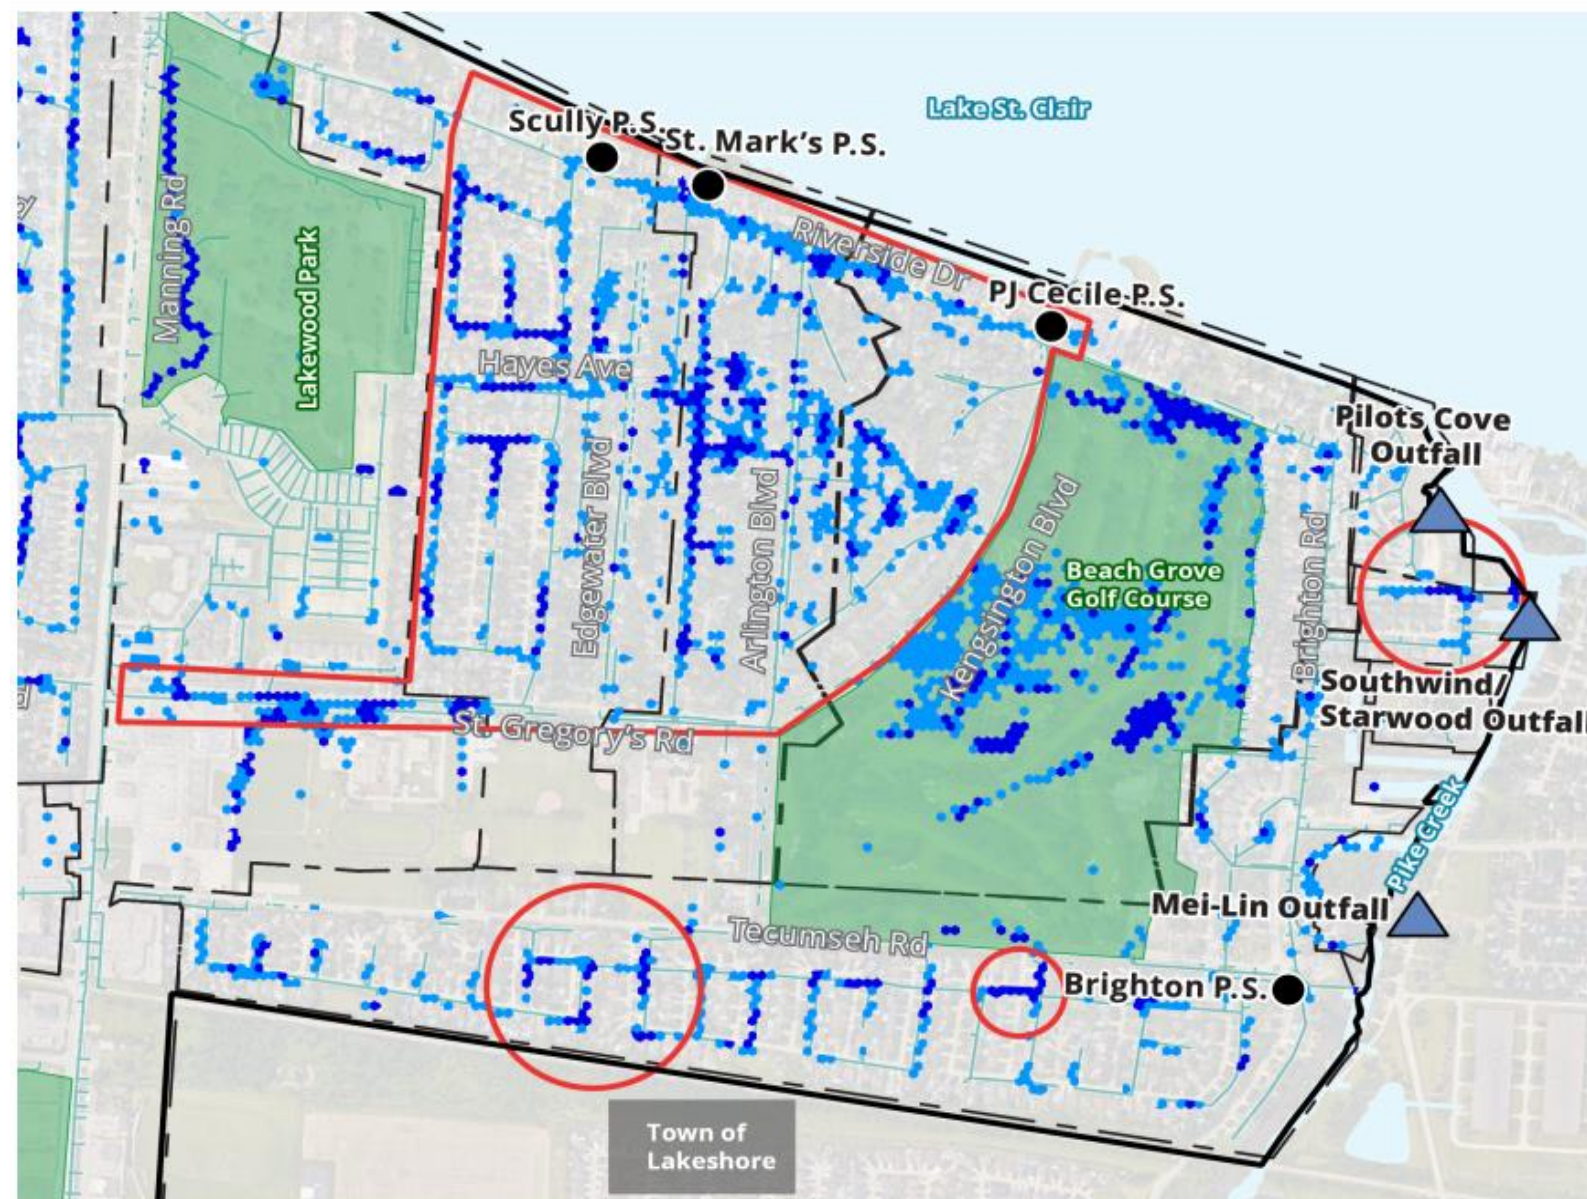 Lake St. Clair
Scully P.S.
St. Mark's P.S.
Manning Rd
Lakewood Park
Riverside Dr
PJ Cecile P.S.
Hayes Ave
Pilots Cove
Outfall
Edgewater Blvd
Arlington Blvd
Kengsington Blvd
Beach Grove
Golf Course
Brighton Rd
Southwind/
Starwood Outfall
St. Gregory's Rd
Pike Creek
Mei-Lin Outfall
Tecumseh Rd
Brighton P.S.
Town of
Lakeshore